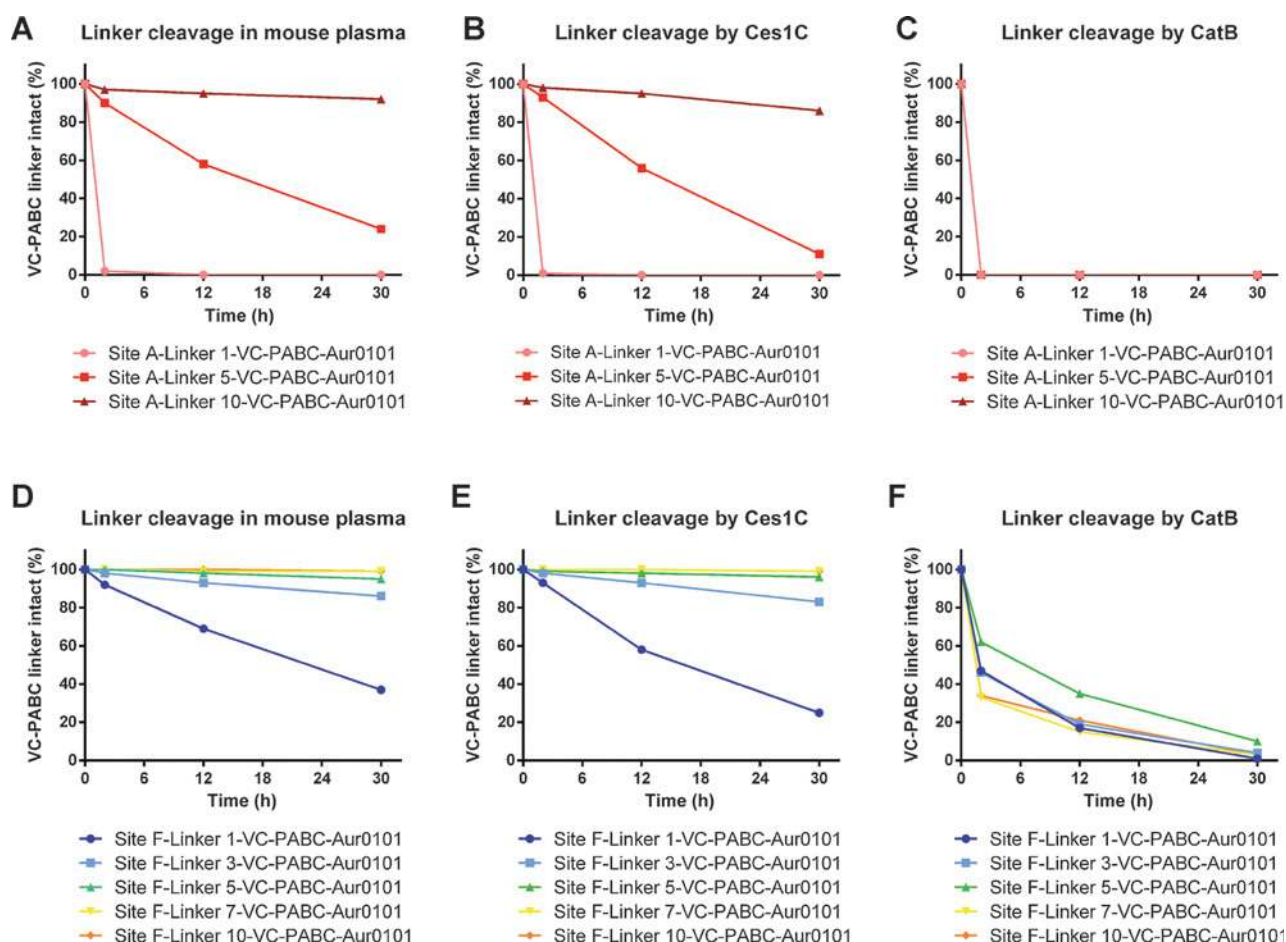 A
Linker cleavage in mouse plasma
VC-PABC linker intact (%)
100
80
60
40
20
0
0 6 12 18 24 30
Time (h)
Site A-Linker 1-VC-PABC-Aur0101
Site A-Linker 5-VC-PABC-Aur0101
Site A-Linker 10-VC-PABC-Aur0101
B
Linker cleavage by Ces1C
VC-PABC linker intact (%)
100
80
60
40
20
0
0 6 12 18 24 30
Time (h)
Site A-Linker 1-VC-PABC-Aur0101
Site A-Linker 5-VC-PABC-Aur0101
Site A-Linker 10-VC-PABC-Aur0101
C
Linker cleavage by CatB
VC-PABC linker intact (%)
100
80
60
40
20
0
0 6 12 18 24 30
Time (h)
Site A-Linker 1-VC-PABC-Aur0101
Site A-Linker 5-VC-PABC-Aur0101
Site A-Linker 10-VC-PABC-Aur0101
D
Linker cleavage in mouse plasma
VC-PABC linker intact (%)
100
80
60
40
20
0
0 6 12 18 24 30
Time (h)
Site F-Linker 1-VC-PABC-Aur0101
Site F-Linker 3-VC-PABC-Aur0101
Site F-Linker 5-VC-PABC-Aur0101
Site F-Linker 7-VC-PABC-Aur0101
Site F-Linker 10-VC-PABC-Aur0101
E
Linker cleavage by Ces1C
VC-PABC linker intact (%)
100
80
60
40
20
0
0 6 12 18 24 30
Time (h)
Site F-Linker 1-VC-PABC-Aur0101
Site F-Linker 3-VC-PABC-Aur0101
Site F-Linker 5-VC-PABC-Aur0101
Site F-Linker 7-VC-PABC-Aur0101
Site F-Linker 10-VC-PABC-Aur0101
F
Linker cleavage by CatB
VC-PABC linker intact (%)
100
80
60
40
20
0
0 6 12 18 24 30
Time (h)
Site F-Linker 1-VC-PABC-Aur0101
Site F-Linker 3-VC-PABC-Aur0101
Site F-Linker 5-VC-PABC-Aur0101
Site F-Linker 7-VC-PABC-Aur0101
Site F-Linker 10-VC-PABC-Aur0101